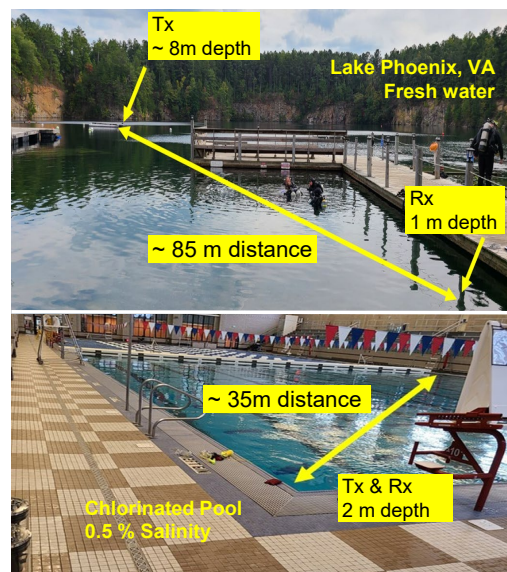 Tx
~ 8m depth
Lake Phoenix, VA
Fresh water
Rx
1 m depth
~ 85 m distance
~ 35m distance
Tx & Rx
2 m depth
Chlorinated Pool
0.5 % Salinity